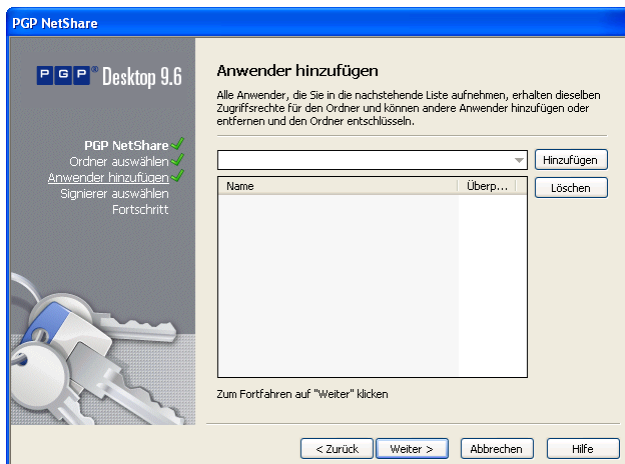 PGP NetShare
PGP® Desktop 9.6
PGP NetShare
Ordner auswählen
Anwender hinzufügen
Signierer auswählen
Fortschritt
Anwender hinzufügen
Alle Anwender, die Sie in die nachstehende Liste aufnehmen, erhalten dieselben
Zugriffsrechte für den Ordner und können andere Anwender hinzufügen oder
entfernen und den Ordner entschlüsseln.
Hinzufügen
Name Überp...
Löschen
Zum Fortfahren auf "Weiter" klicken
< Zurück Weiter > Abbrechen Hilfe